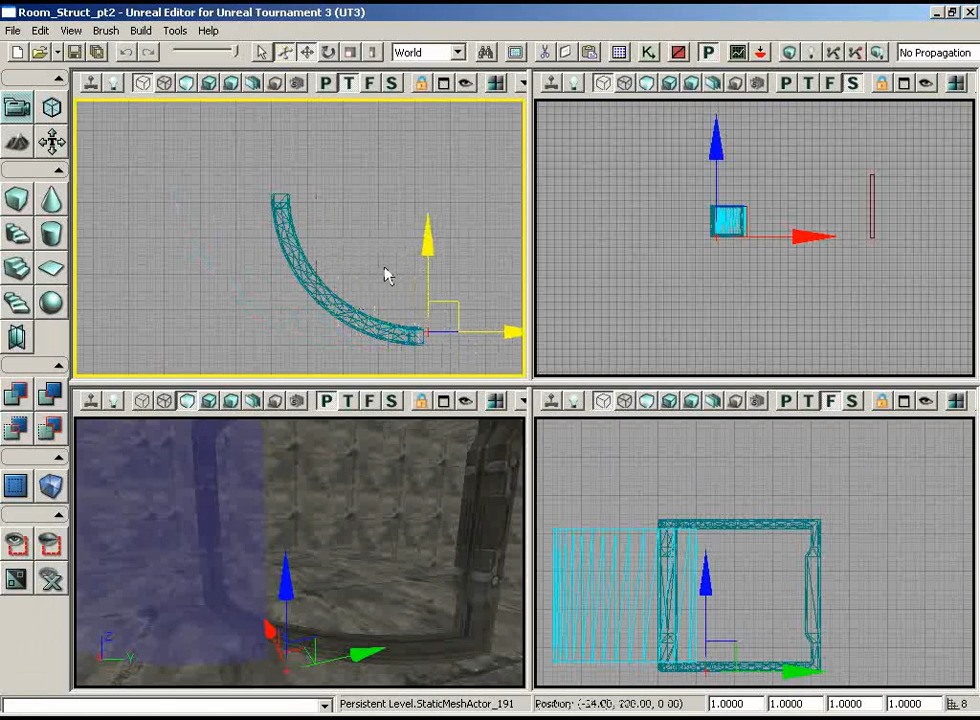 Room_Struct_pt2 - Unreal Editor for Unreal Tournament 3 (UT3)
File Edit View Brush Build Tools Help
World No Propagation
P T F S P T F S
P T F S P T F S
Z Y
Persistent Level.StaticMeshActor_191 1.0000 1.0000 1.0000 1.0000